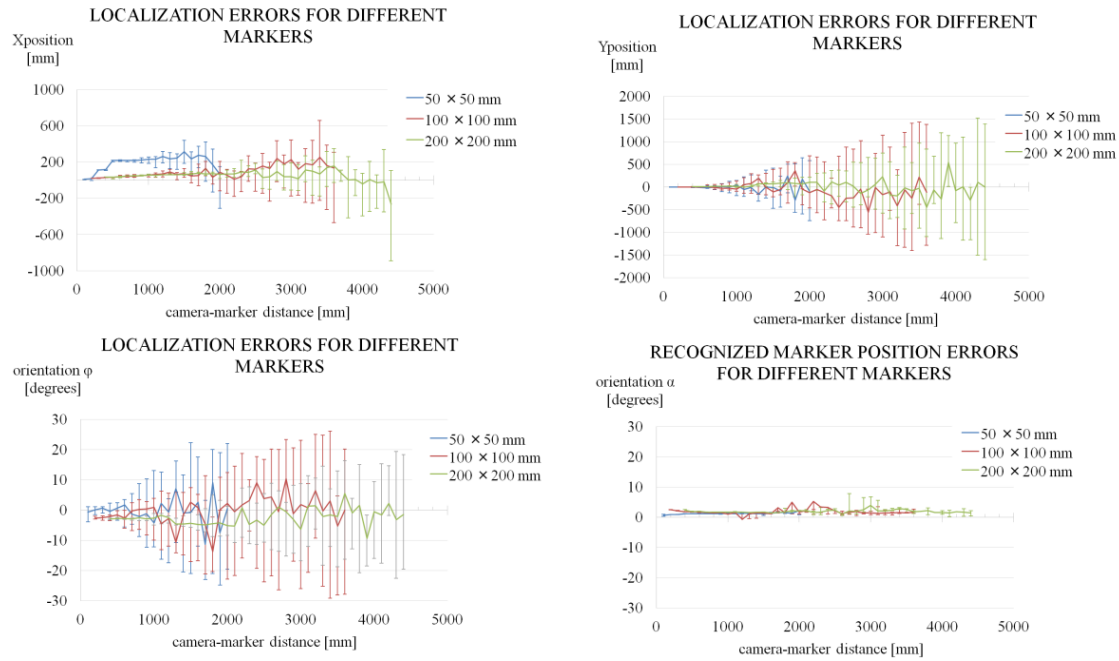 LOCALIZATION ERRORS FOR DIFFERENT
MARKERS
Xposition
[mm]
1000
600
200
-200
-600
-1000
0 1000 2000 3000 4000 5000
camera-marker distance [mm]
50 × 50 mm
100 × 100 mm
200 × 200 mm
LOCALIZATION ERRORS FOR DIFFERENT
MARKERS
Yposition
[mm]
2000
1500
1000
500
0
-500
-1000
-1500
-2000
0 1000 2000 3000 4000 5000
camera-marker distance [mm]
50 × 50 mm
100 × 100 mm
200 × 200 mm
LOCALIZATION ERRORS FOR DIFFERENT
MARKERS
orientation φ
[degrees]
30
20
10
0
-10
-20
-30
0 1000 2000 3000 4000 5000
camera-marker distance [mm]
50 × 50 mm
100 × 100 mm
200 × 200 mm
RECOGNIZED MARKER POSITION ERRORS
FOR DIFFERENT MARKERS
orientation α
[degrees]
30
20
10
0
-10
-20
-30
0 1000 2000 3000 4000 5000
camera-marker distance [mm]
50 × 50 mm
100 × 100 mm
200 × 200 mm